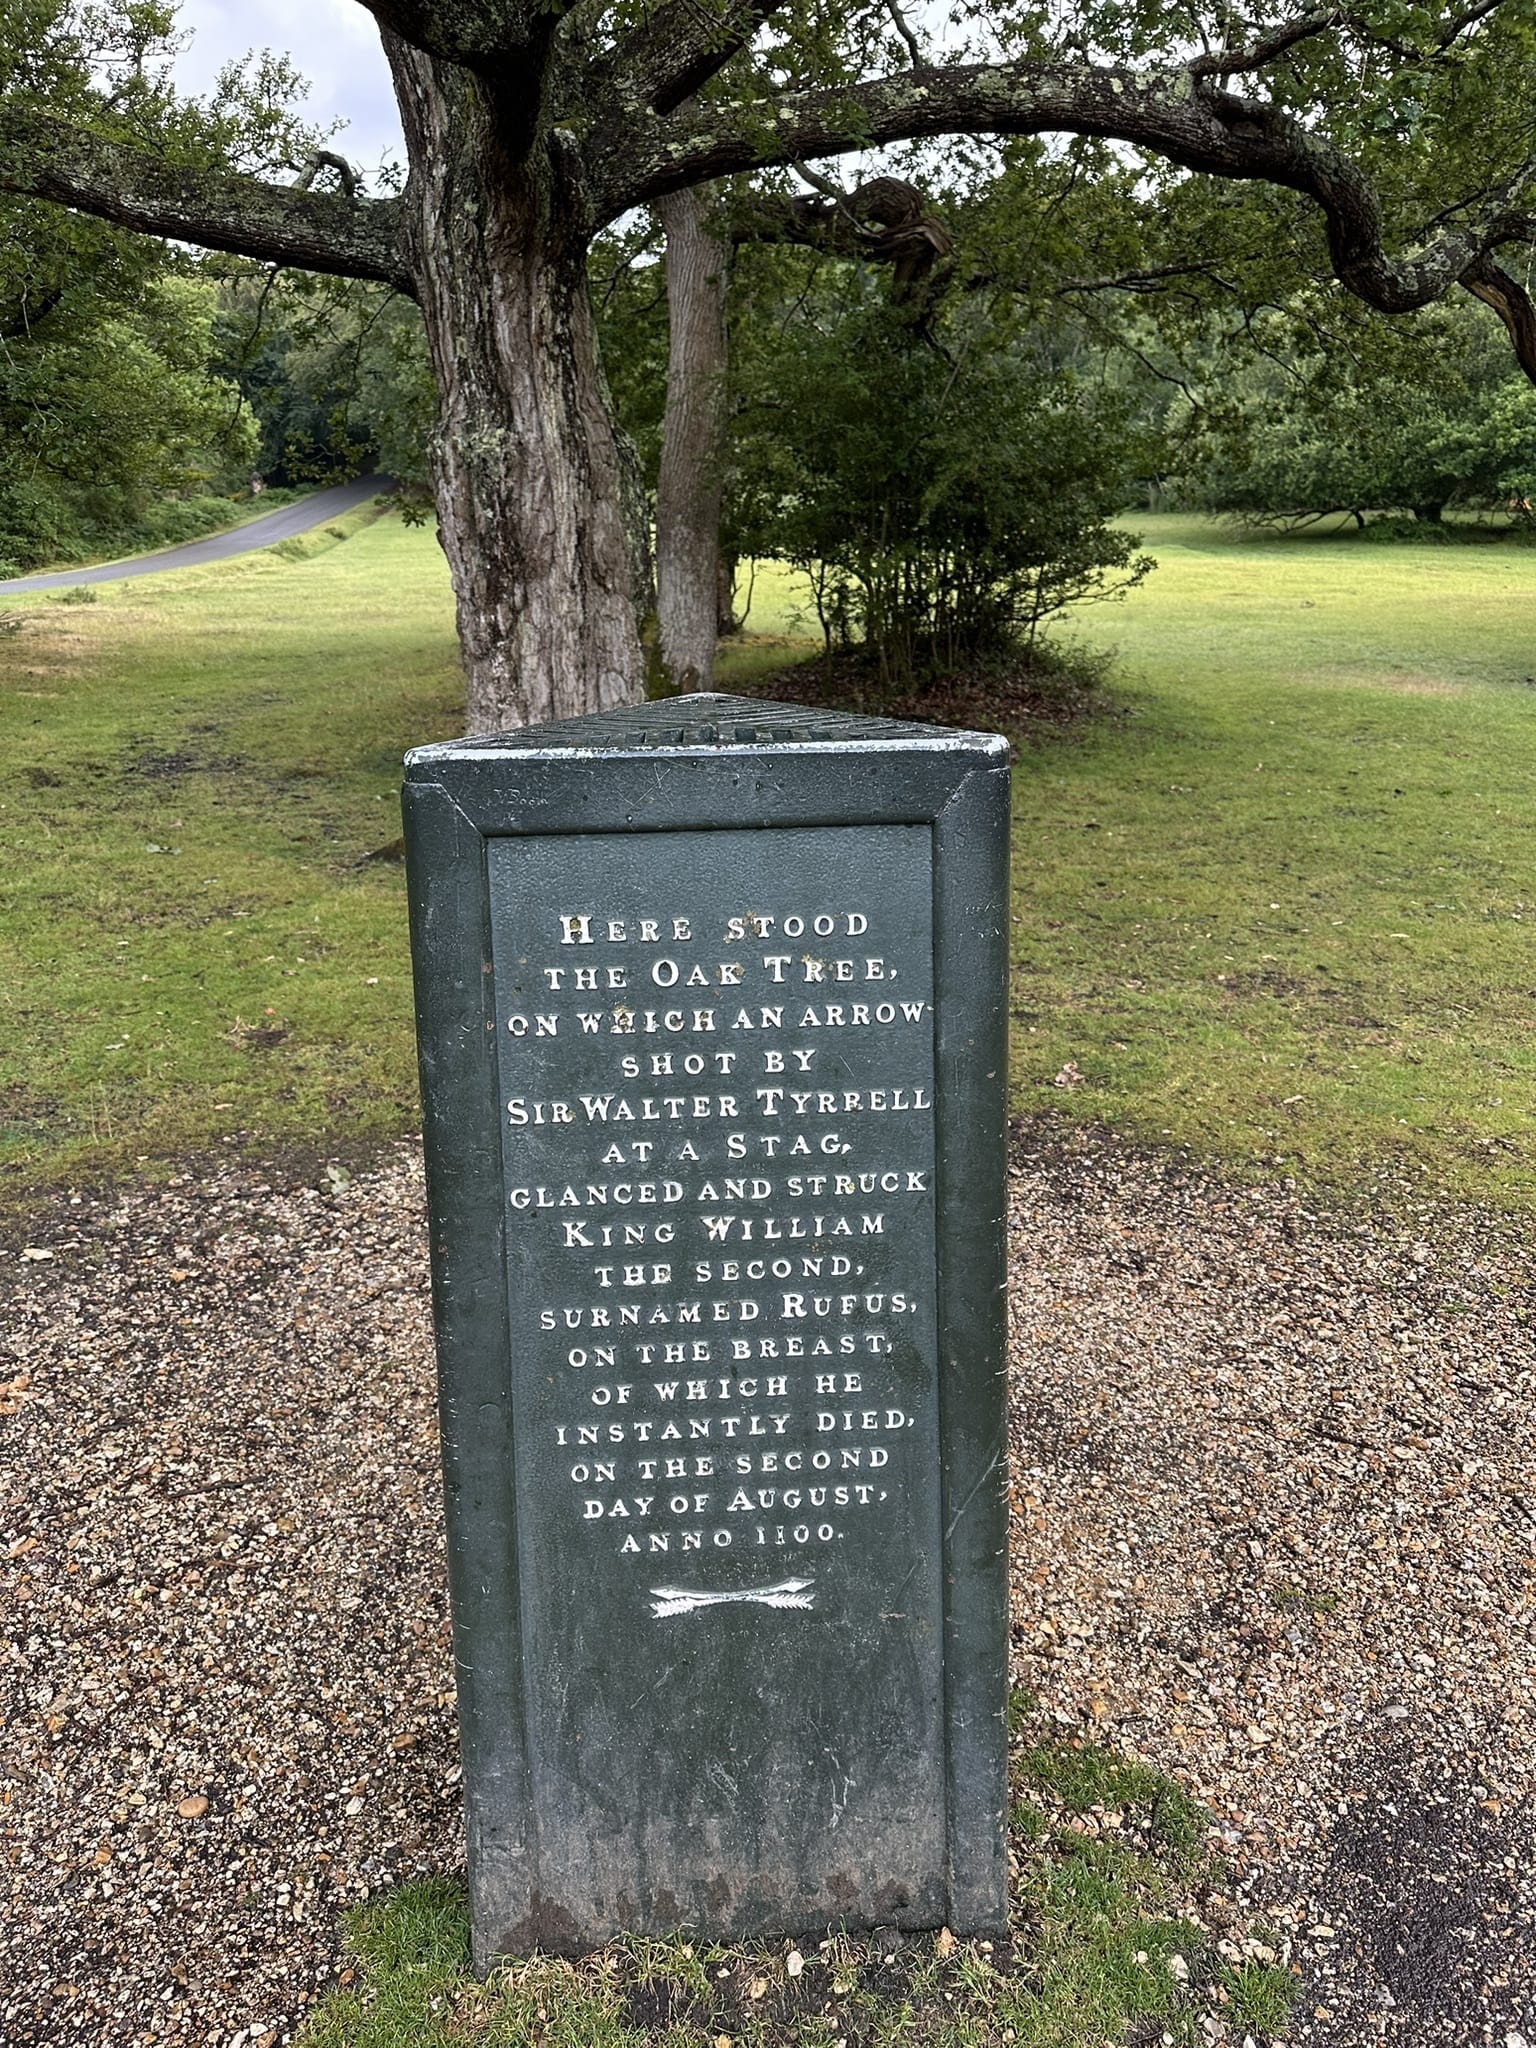 HERE STOOD
THE OAK TREE,
ON WHICH AN ARROW
SHOT BY
SIR WALTER TYRRELL
AT A STAG,
GLANCED AND STRUCK
KING WILLIAM
THE SECOND,
SURNAMED RUFUS,
ON THE BREAST,
OF WHICH HE
INSTANTLY DIED,
ON THE SECOND
DAY OF AUGUST,
ANNO 1100.